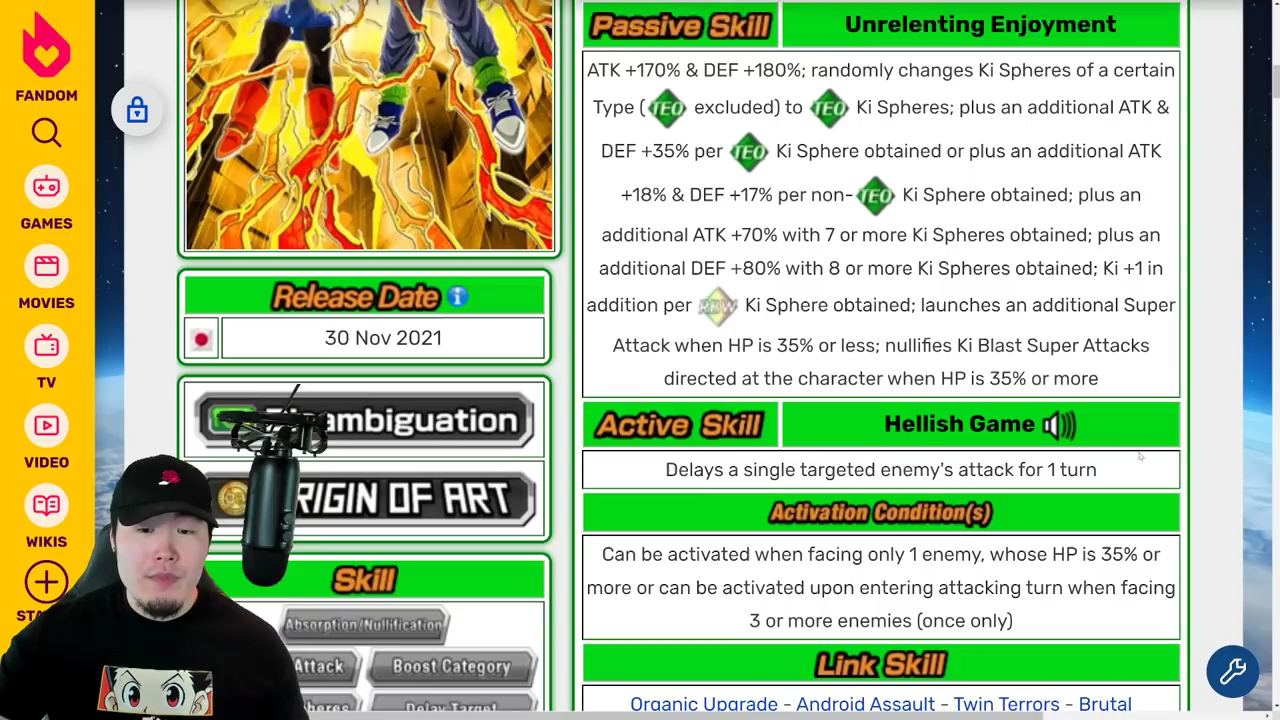 FANDOM
GAMES
MOVIES
TV
VIDEO
WIKIS
Release Date
30 Nov 2021
Skill
Absorption/Nullification
Attack
Boost Category
Passive Skill
Unrelenting Enjoyment
ATK +170% & DEF +180%; randomly changes Ki Spheres of a certain
Type (TEQ excluded) to TEQ Ki Spheres; plus an additional ATK &
DEF +35% per TEQ Ki Sphere obtained or plus an additional ATK
+18% & DEF +17% per non-TEQ Ki Sphere obtained; plus an
additional ATK +70% with 7 or more Ki Spheres obtained; plus an
additional DEF +80% with 8 or more Ki Spheres obtained; Ki +1 in
addition per RBW Ki Sphere obtained; launches an additional Super
Attack when HP is 35% or less; nullifies Ki Blast Super Attacks
directed at the character when HP is 35% or more
Active Skill
Hellish Game
Delays a single targeted enemy's attack for 1 turn
Activation Condition(s)
Can be activated when facing only 1 enemy, whose HP is 35% or
more or can be activated upon entering attacking turn when facing
3 or more enemies (once only)
Link Skill
Organic Upgrade - Android Assault - Twin Terrors - Brutal